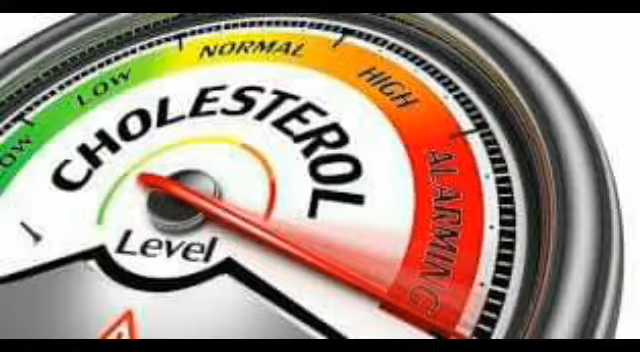 LOW
NORMAL
HIGH
ALARMING
CHOLESTEROL
Level